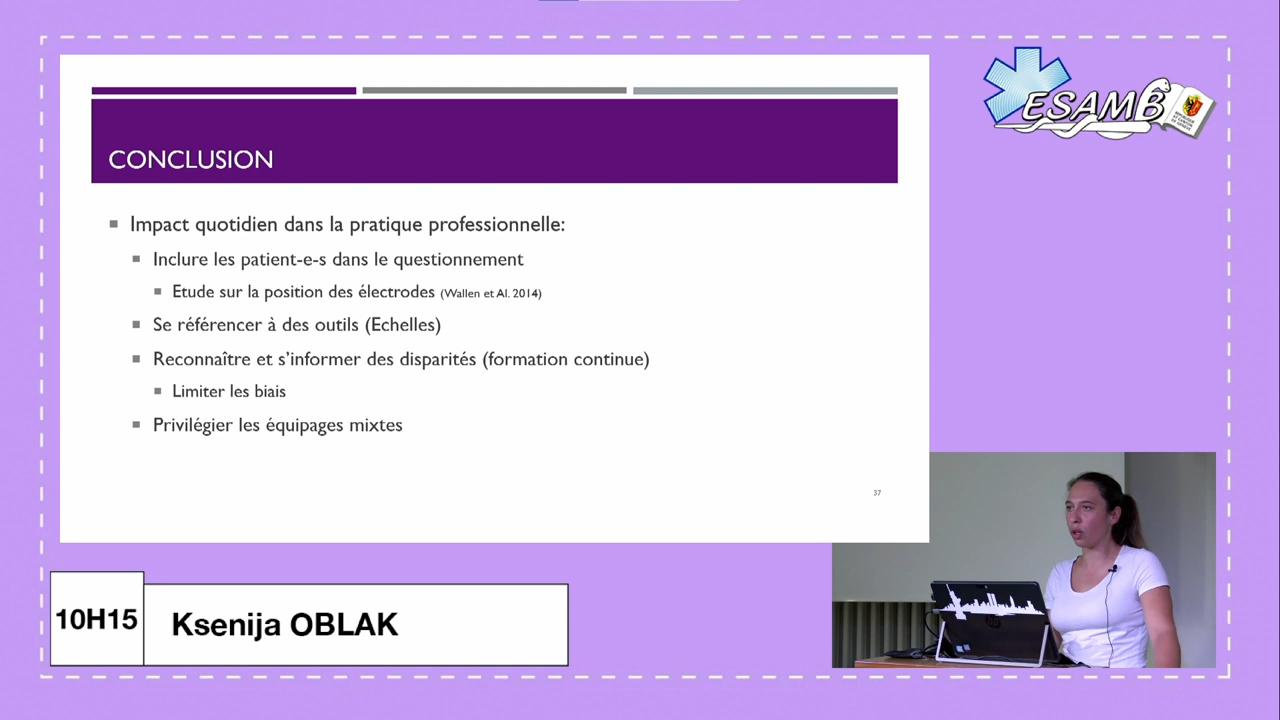 ESAMB
CONCLUSION
Impact quotidien dans la pratique professionnelle:
Inclure les patient-e-s dans le questionnement
Etude sur la position des électrodes (Wallen et Al. 2014)
Se référencer à des outils (Echelles)
Reconnaître et s'informer des disparités (formation continue)
Limiter les biais
Privilégier les équipages mixtes
37
10H15
Ksenija OBLAK